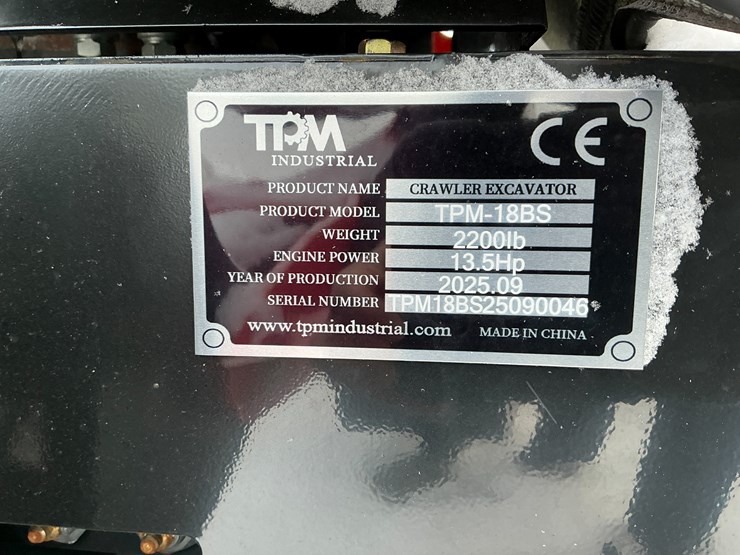 TPM
INDUSTRIAL
CE
PRODUCT NAME CRAWLER EXCAVATOR
PRODUCT MODEL TPM-18BS
WEIGHT 2200lb
ENGINE POWER 13.5Hp
YEAR OF PRODUCTION 2025.09
SERIAL NUMBER TPM18BS25090046
www.tpmindustrial.com MADE IN CHINA